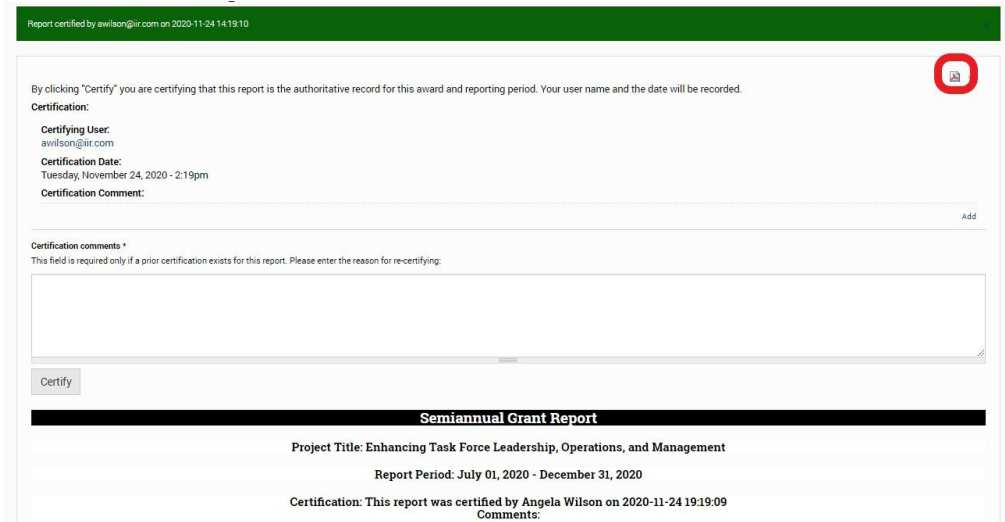 Report certified by awilson@iir.com on 2020-11-24 14:19:10
By clicking "Certify" you are certifying that this report is the authoritative record for this award and reporting period. Your user name and the date will be recorded.
Certification:
Certifying User:
awilson@iir.com
Certification Date:
Tuesday, November 24, 2020 - 2:19pm
Certification Comment:
Add
Certification comments *
This field is required only if a prior certification exists for this report. Please enter the reason for re-certifying:
Certify
Semiannual Grant Report
Project Title: Enhancing Task Force Leadership, Operations, and Management
Report Period: July 01, 2020 - December 31, 2020
Certification: This report was certified by Angela Wilson on 2020-11-24 19:19:09
Comments: